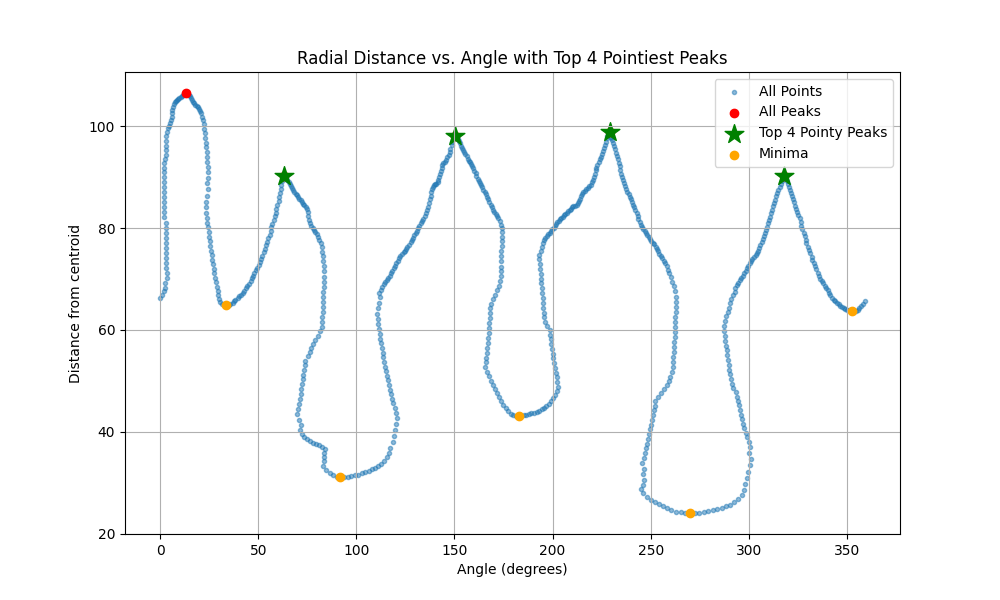 Radial Distance vs. Angle with Top 4 Pointiest Peaks
All Points
All Peaks
Top 4 Pointy Peaks
Minima
Distance from centroid
100
80
60
40
20
0 50 100 150 200 250 300 350
Angle (degrees)